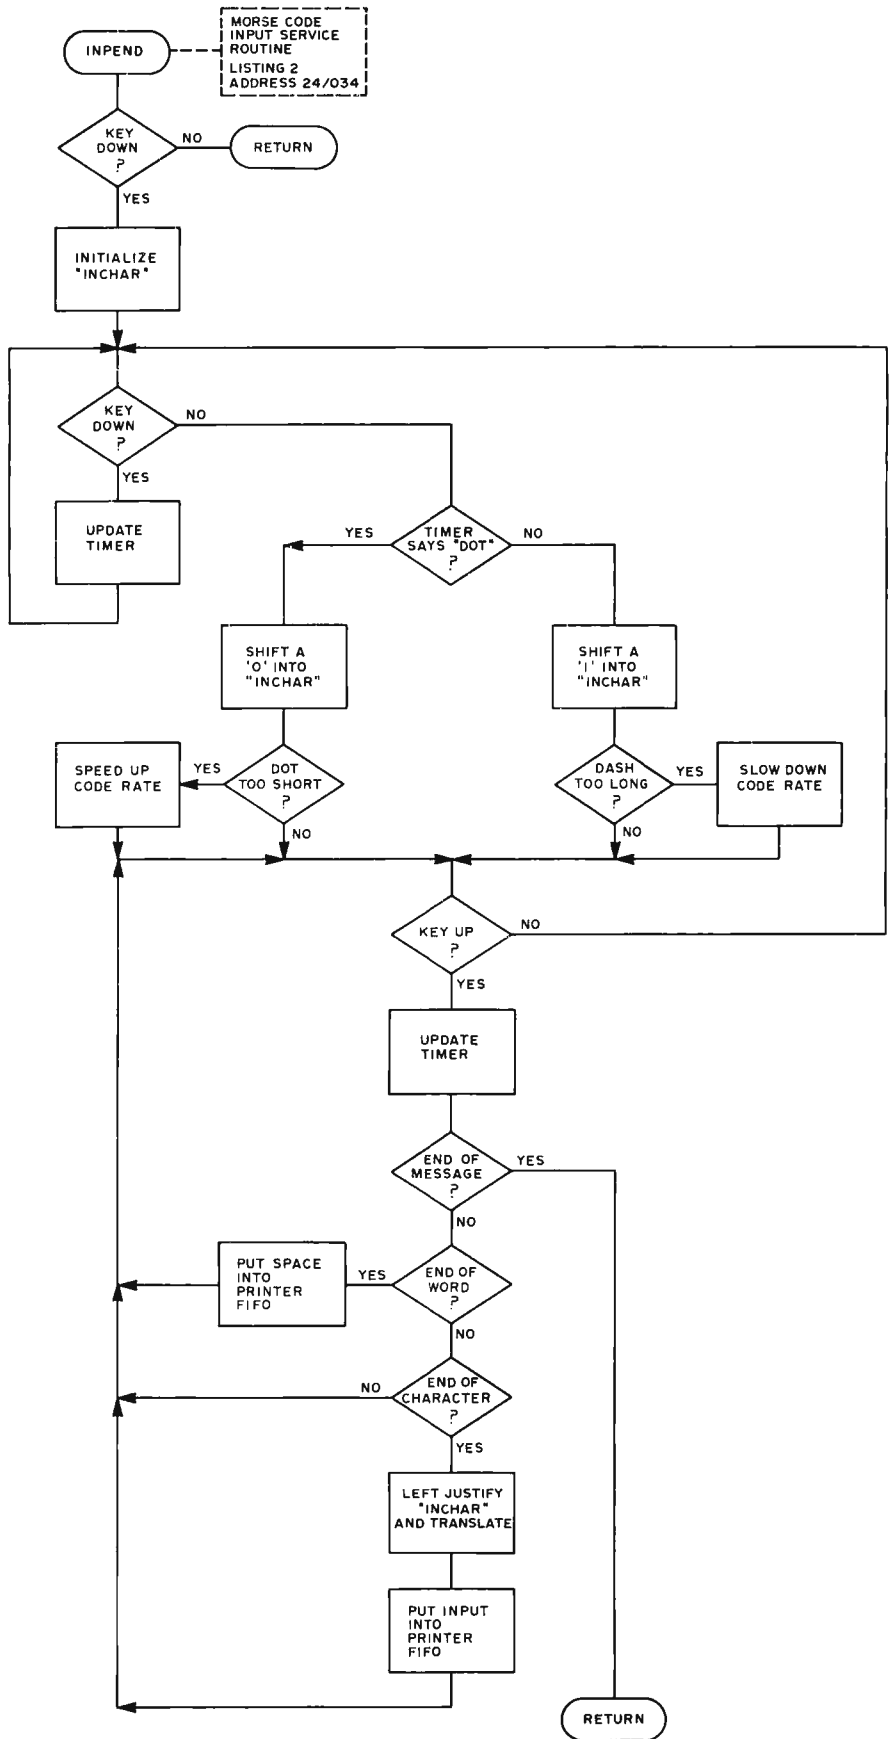 INPEND
MORSE CODE
INPUT SERVICE
ROUTINE
LISTING 2
ADDRESS 24/034
KEY
DOWN
?
NO
RETURN
YES
INITIALIZE
"INCHAR"
KEY
DOWN
?
NO
YES
UPDATE
TIMER
TIMER
SAYS "DOT"
?
YES
NO
SHIFT A
'0' INTO
"INCHAR"
SHIFT A
'1' INTO
"INCHAR"
DOT
TOO SHORT
?
YES
SPEED UP
CODE RATE
NO
DASH
TOO LONG
?
YES
SLOW DOWN
CODE RATE
NO
KEY UP
?
NO
YES
UPDATE
TIMER
END OF
MESSAGE
?
YES
NO
END OF
WORD
?
YES
PUT SPACE
INTO
PRINTER
FIFO
NO
END OF
CHARACTER
?
NO
YES
LEFT JUSTIFY
"INCHAR"
AND TRANSLATE
PUT INPUT
INTO
PRINTER
FIFO
RETURN